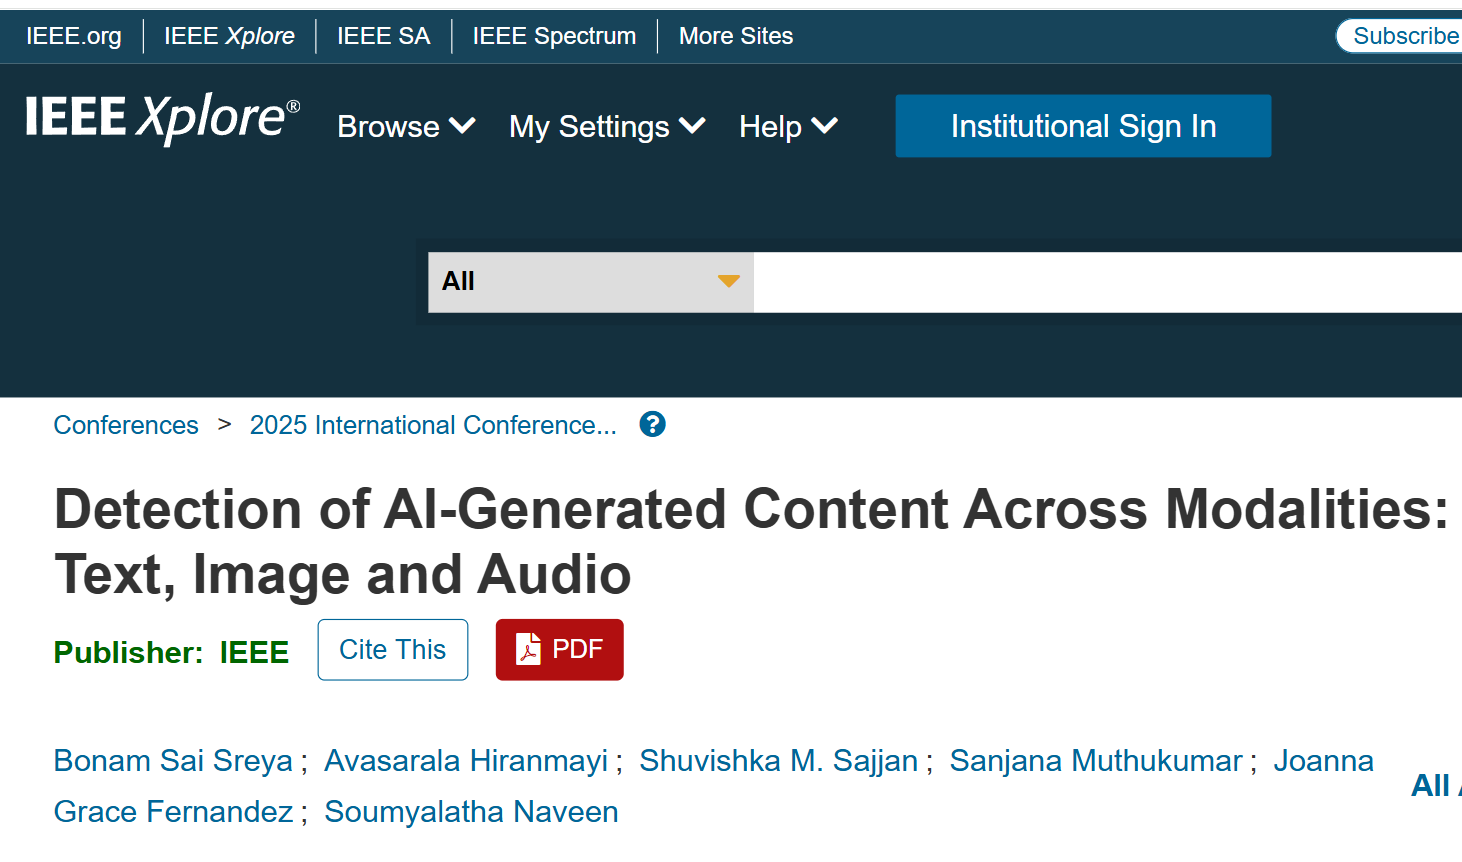 IEEE.org IEEE Xplore IEEE SA IEEE Spectrum More Sites Subscribe
IEEE Xplore® Browse My Settings Help Institutional Sign In
All
Conferences > 2025 International Conference... ?
Detection of AI-Generated Content Across Modalities:
Text, Image and Audio
Publisher: IEEE Cite This PDF
Bonam Sai Sreya ; Avasarala Hiranmayi ; Shuvishka M. Sajjan ; Sanjana Muthukumar ; Joanna
Grace Fernandez ; Soumyalatha Naveen
All